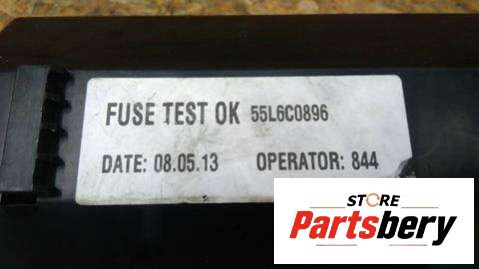 FUSE TEST OK 55L6C0896
DATE: 08.05.13 OPERATOR: 844
STORE
Partsbery